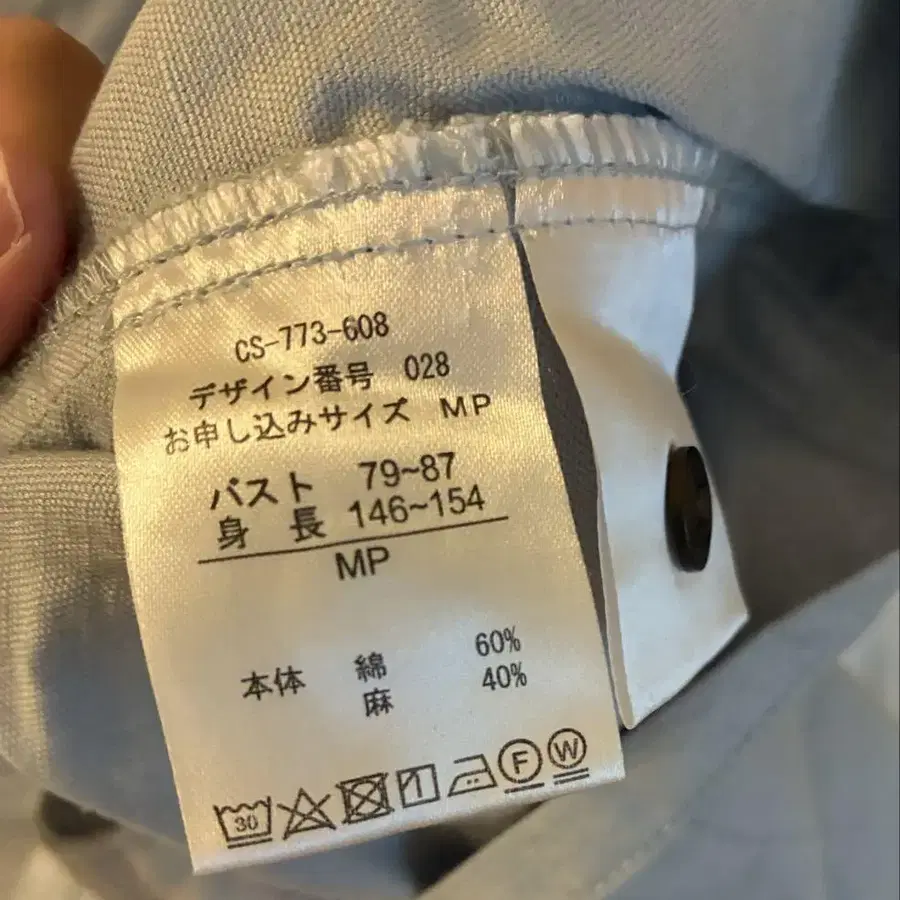 CS-773-608
デザイン番号 028
お申し込みサイズ MP
バスト 79~87
身長 146~154
MP
本体 綿 60%
麻 40%
30 F W